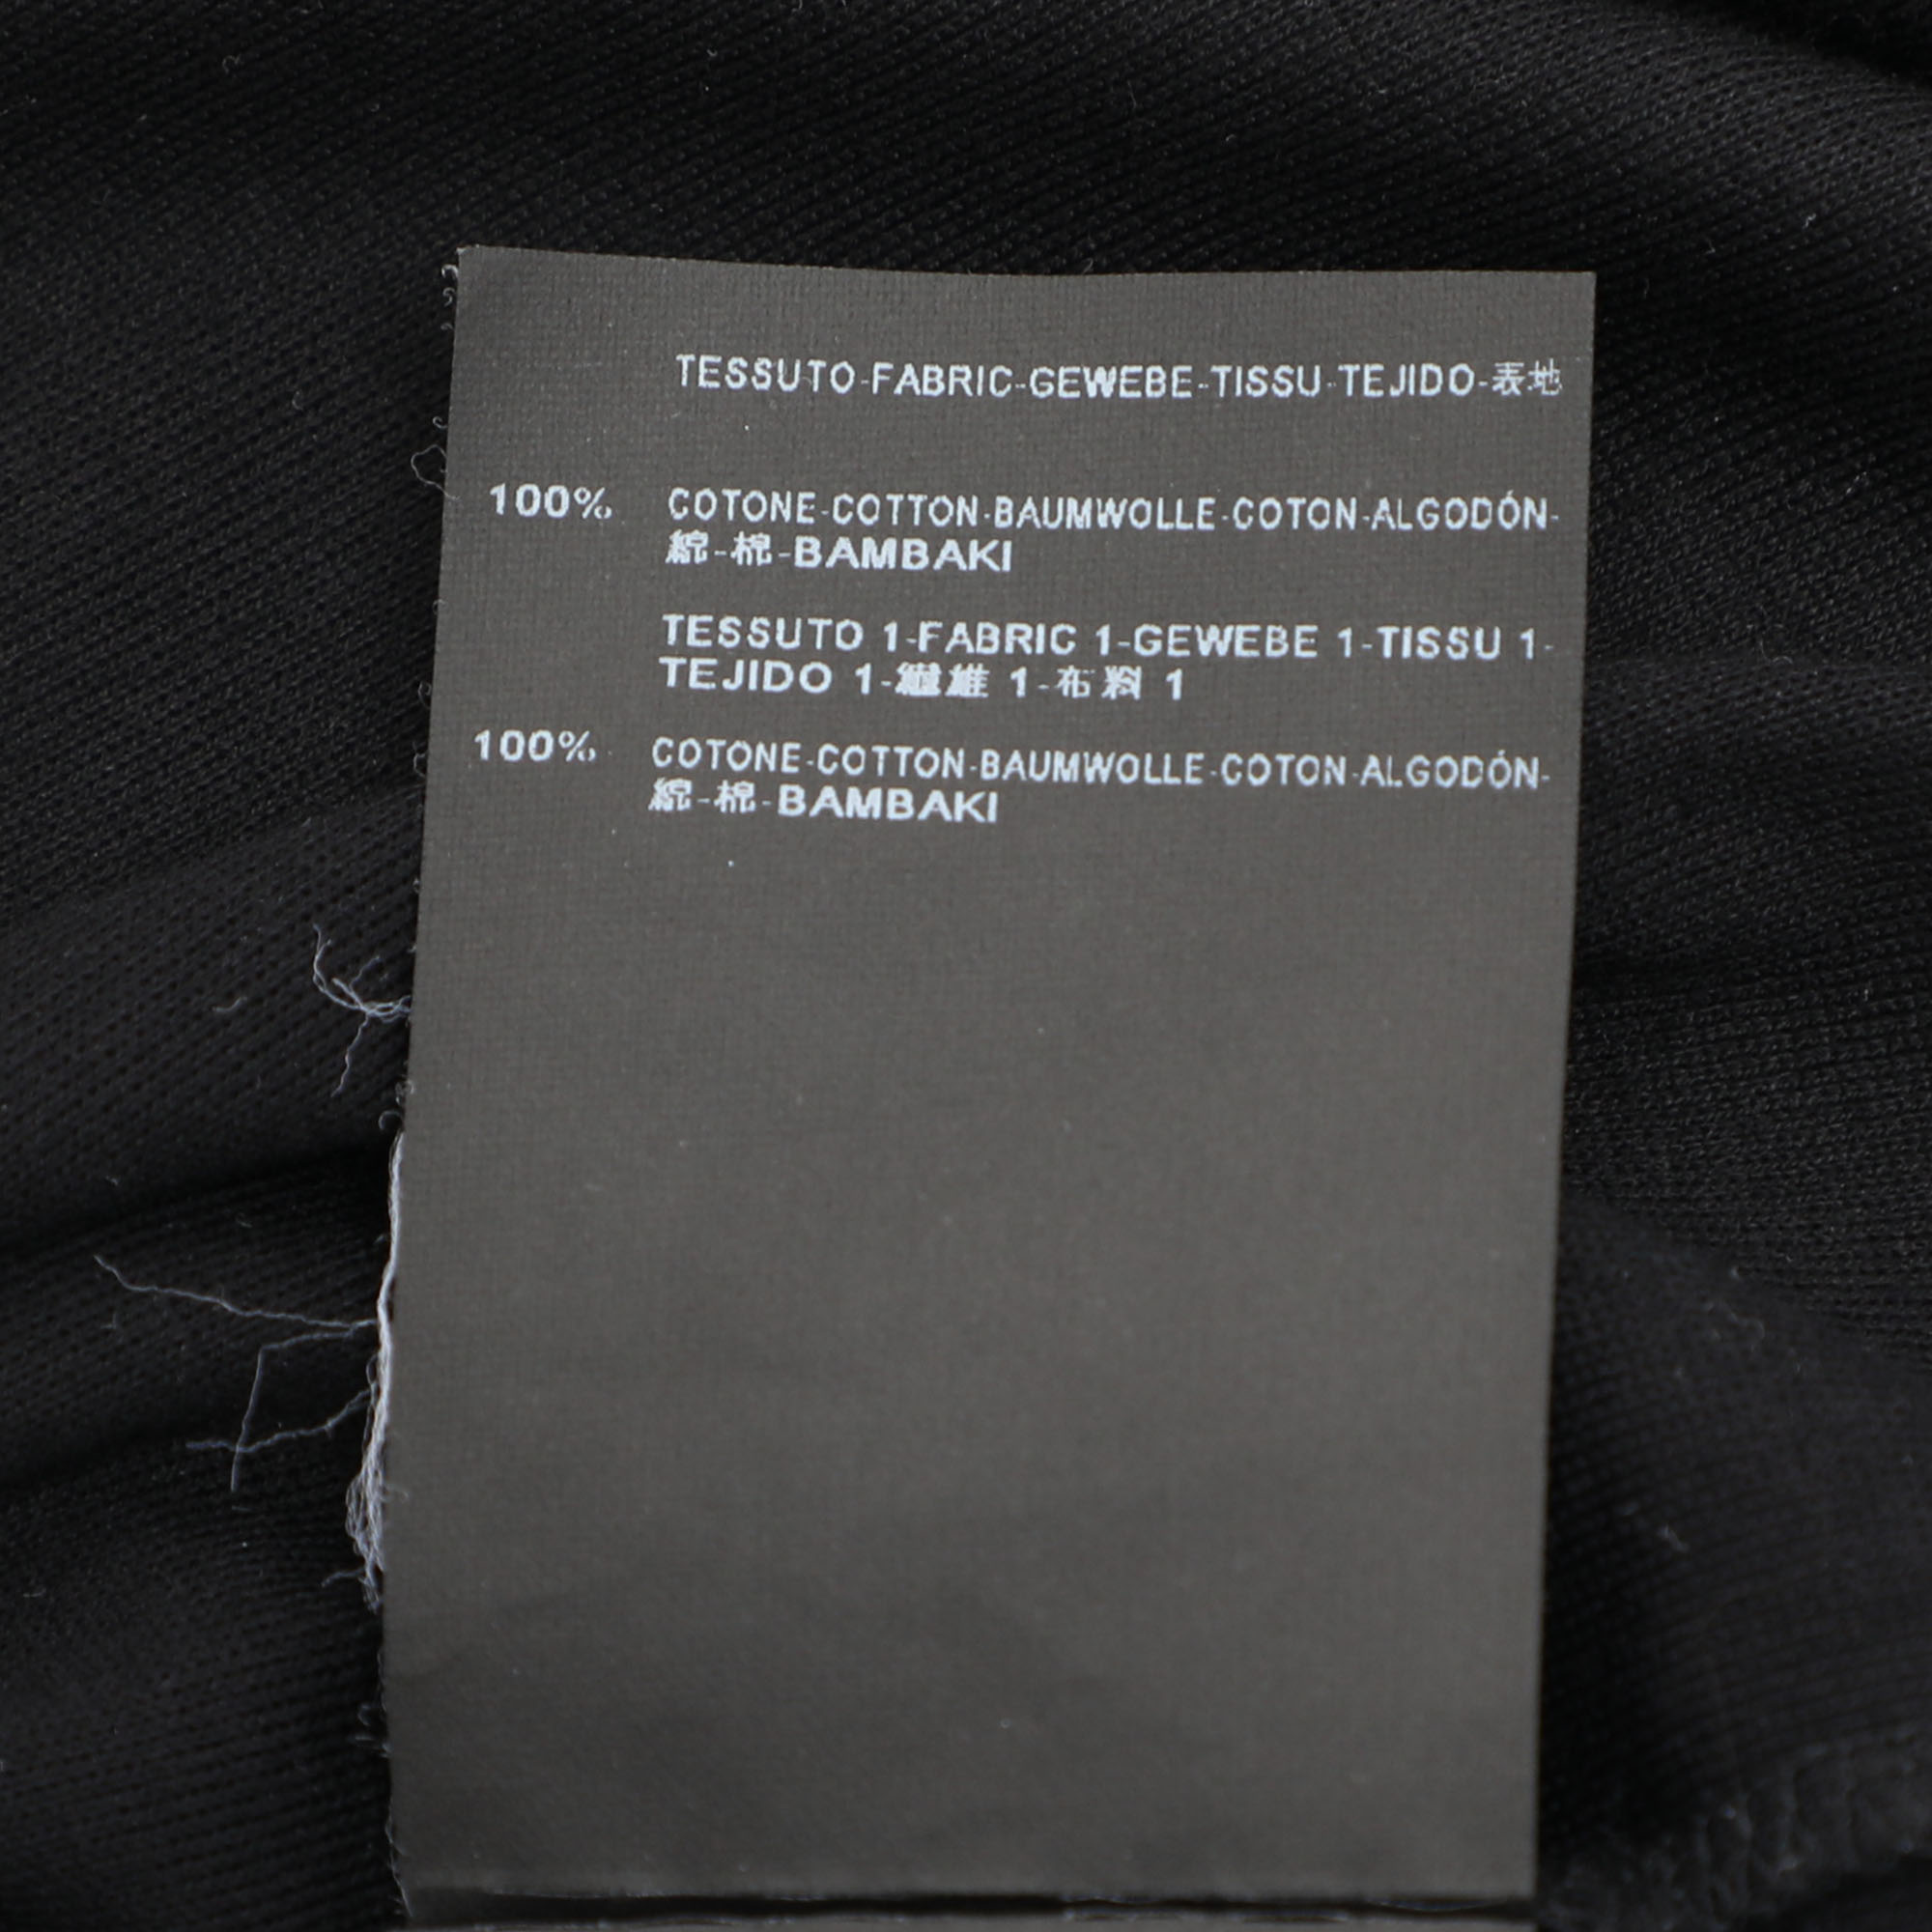 TESSUTO-FABRIC-GEWEBE-TISSU-TEJIDO-表地
100% COTONE-COTTON-BAUMWOLLE-COTON-ALGODÓN-
綿-棉-BAMBAKI
TESSUTO 1-FABRIC 1-GEWEBE 1-TISSU 1-
TEJIDO 1-繊維 1-布料 1
100% COTONE-COTTON-BAUMWOLLE-COTON-ALGODÓN-
綿-棉-BAMBAKI